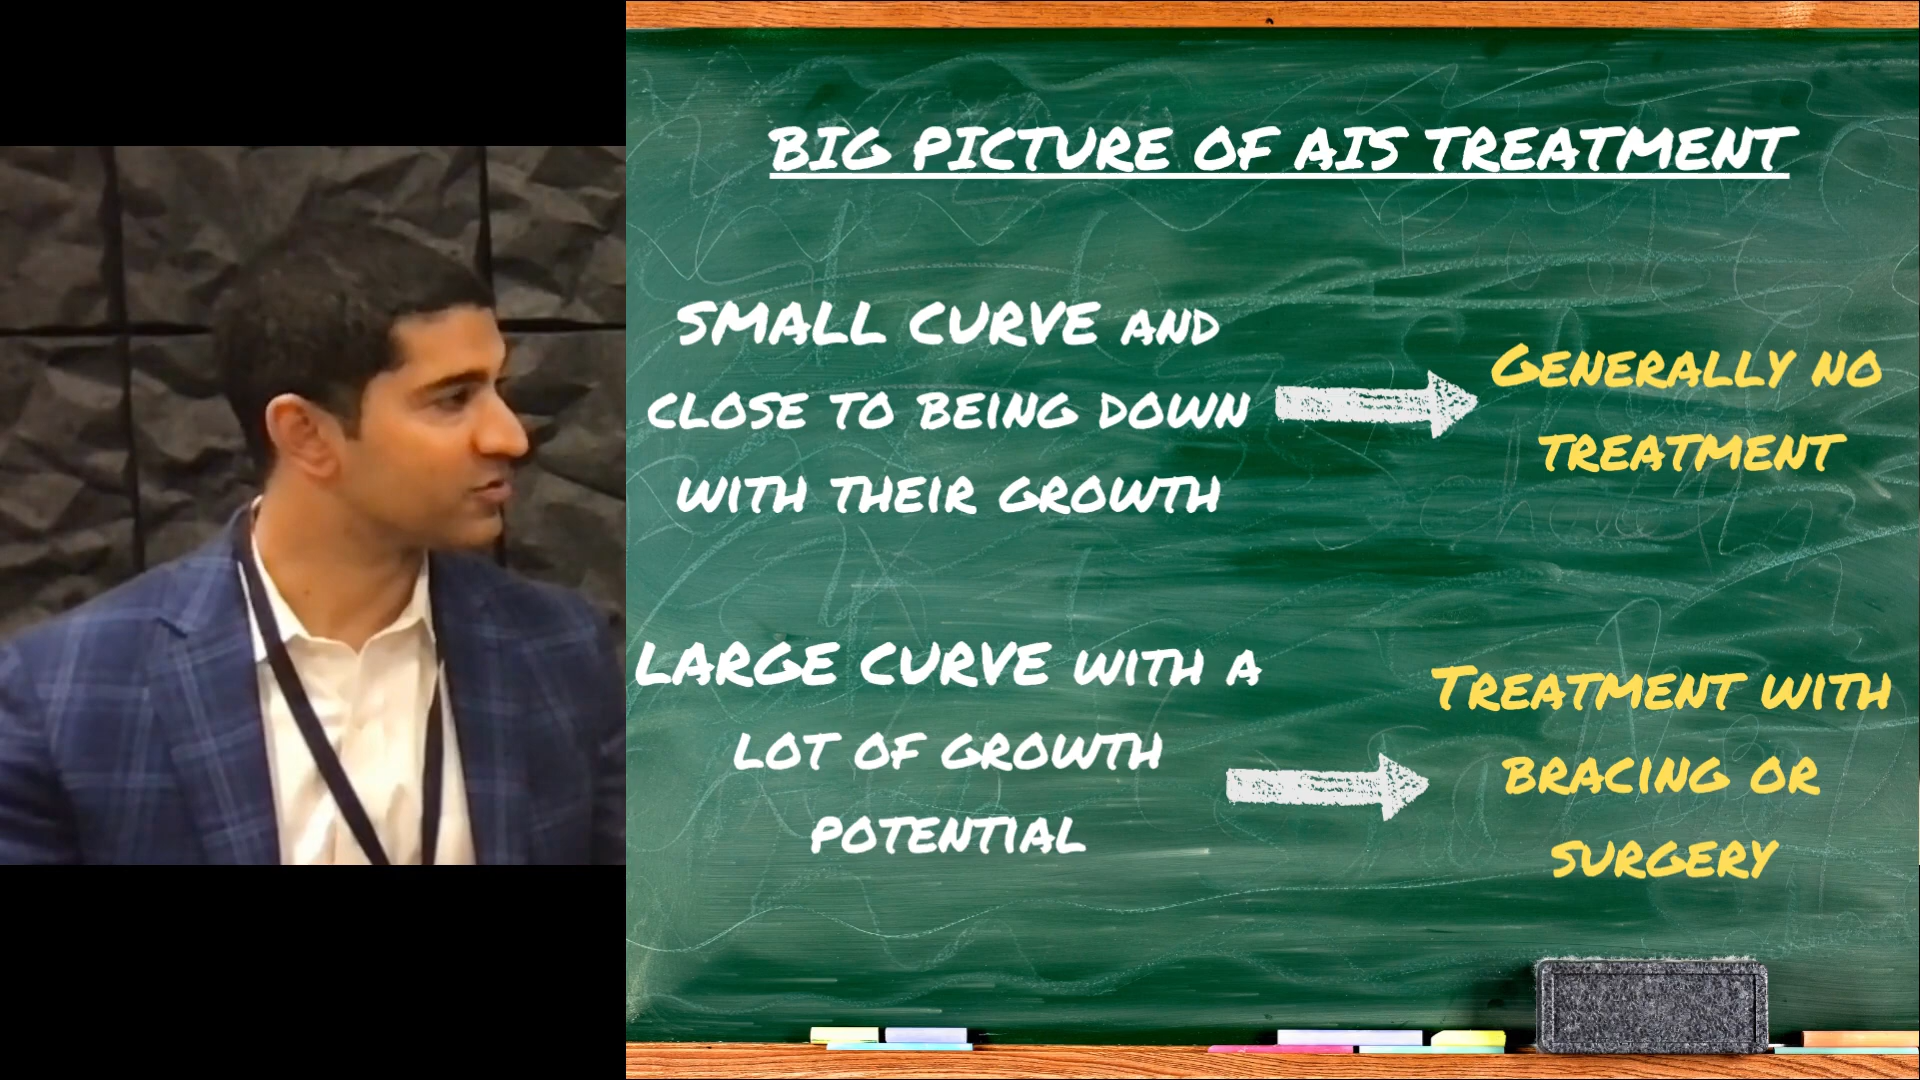 BIG PICTURE OF AIS TREATMENT
SMALL CURVE AND
CLOSE TO BEING DOWN
WITH THEIR GROWTH
GENERALLY NO
TREATMENT
LARGE CURVE WITH A
LOT OF GROWTH
POTENTIAL
TREATMENT WITH
BRACING OR
SURGERY